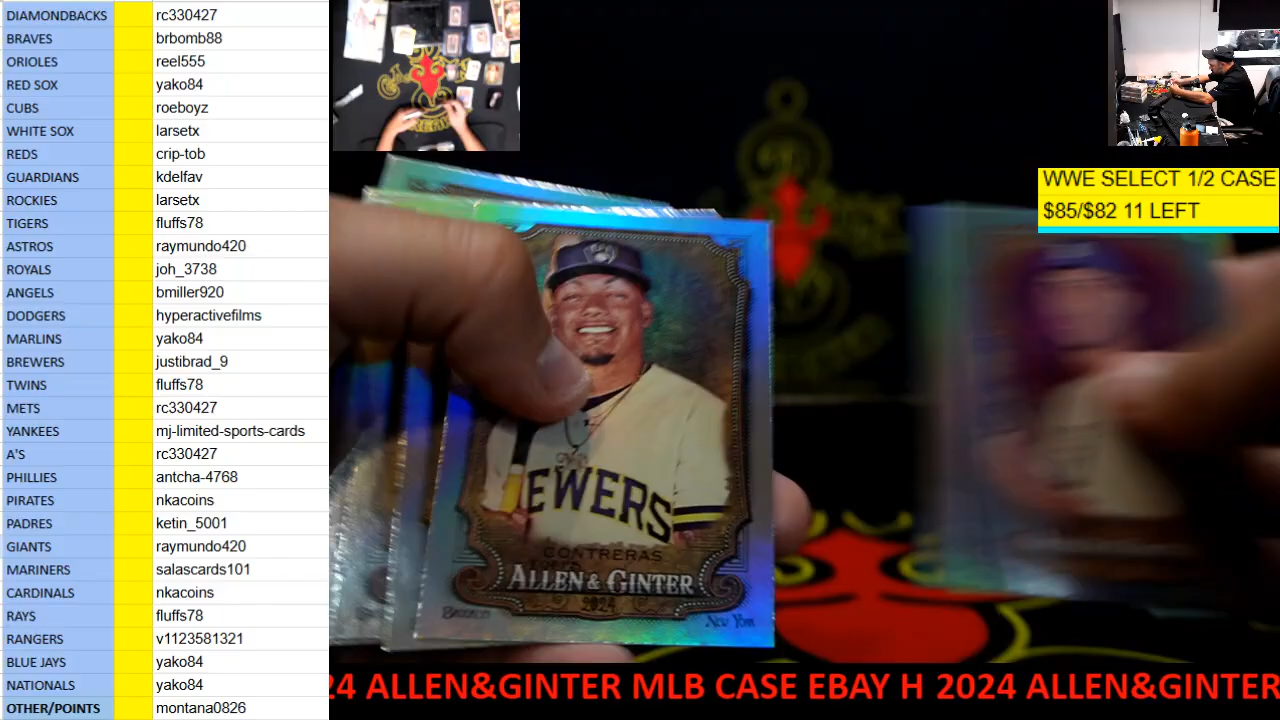 DIAMONDBACKS rc330427
BRAVES brbomb88
ORIOLES reel555
RED SOX yako84
CUBS roeboyz
WHITE SOX larsetx
REDS crip-tob
GUARDIANS kdelfav
ROCKIES larsetx
TIGERS fluffs78
ASTROS raymundo420
ROYALS joh_3738
ANGELS bmiller920
DODGERS hyperactivefilms
MARLINS yako84
BREWERS justibrad_9
TWINS fluffs78
METS rc330427
YANKEES mj-limited-sports-cards
A'S rc330427
PHILLIES antcha-4768
PIRATES nkacoins
PADRES ketin_5001
GIANTS raymundo420
MARINERS salascards101
CARDINALS nkacoins
RAYS fluffs78
RANGERS v1123581321
BLUE JAYS yako84
NATIONALS yako84
OTHER/POINTS montana0826
WWE SELECT 1/2 CASE
$85/$82 11 LEFT
EWERS
CONTRERAS
ALLEN & GINTER
2024
New York
24 ALLEN&GINTER MLB CASE EBAY H 2024 ALLEN&GINTER